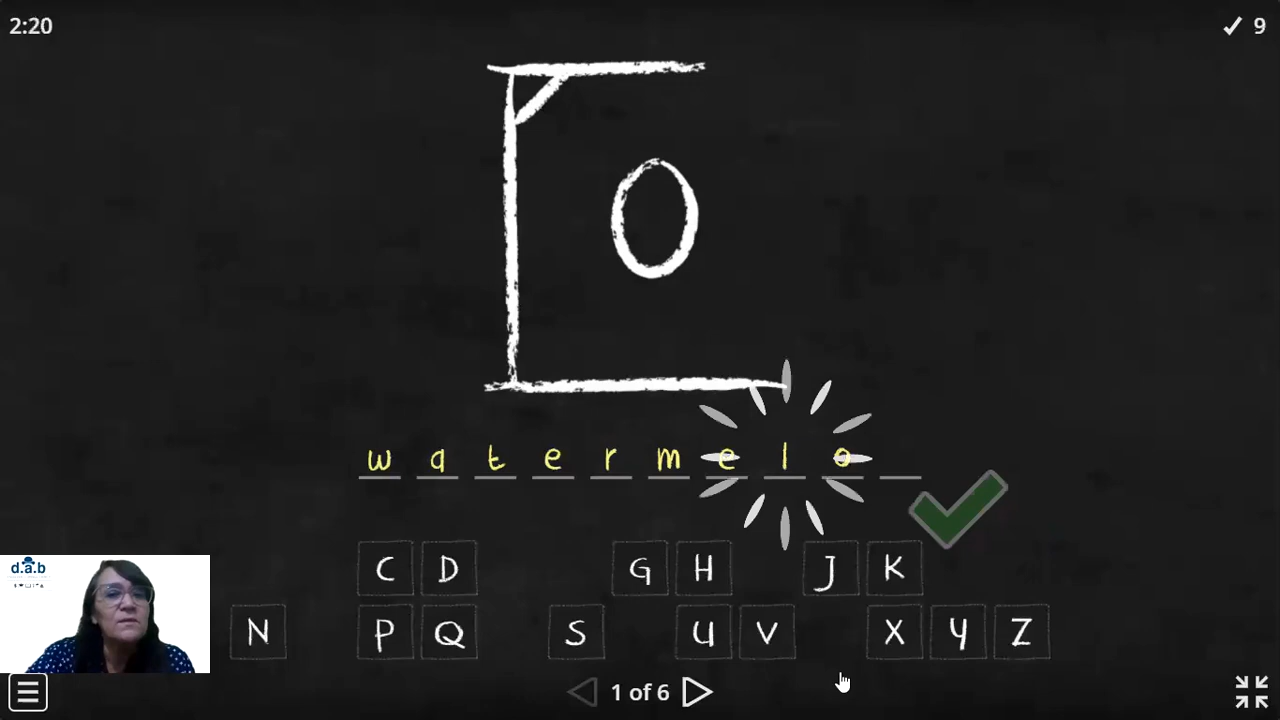 2:20
✓ 9
w a t e r m e l o _
C D G H J K
N P Q S U V X Y Z
d.a.b
1 of 6